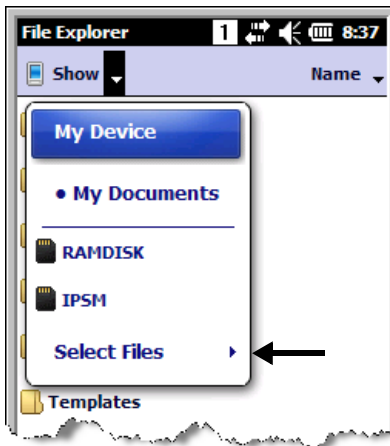 File Explorer 1 8:37
Show Name
My Device
• My Documents
RAMDISK
IPSM
Select Files
Templates